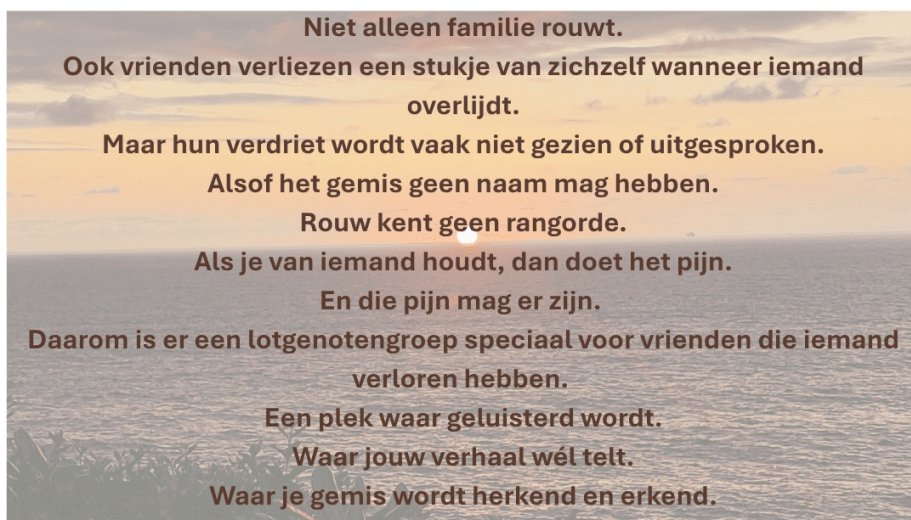 Niet alleen familie rouwt.
Ook vrienden verliezen een stukje van zichzelf wanneer iemand
overlijdt.
Maar hun verdriet wordt vaak niet gezien of uitgesproken.
Alsof het gemis geen naam mag hebben.
Rouw kent geen rangorde.
Als je van iemand houdt, dan doet het pijn.
En die pijn mag er zijn.
Daarom is er een lotgenotengroep speciaal voor vrienden die iemand
verloren hebben.
Een plek waar geluisterd wordt.
Waar jouw verhaal wél telt.
Waar je gemis wordt herkend en erkend.